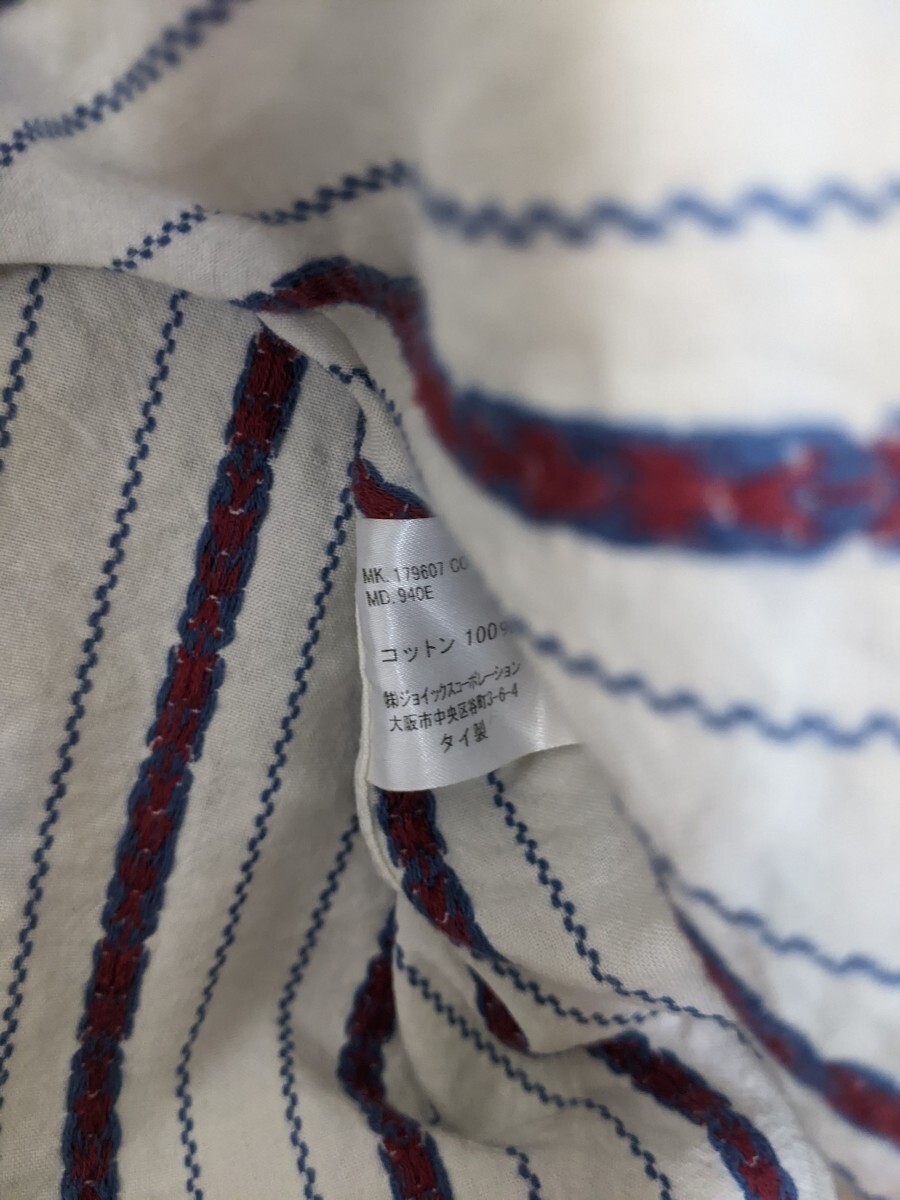 MK. 179607 CO
MD. 940E
コットン 100%
㈱ジョイックスコーポレーション
大阪市中央区谷町3-6-4
タイ製